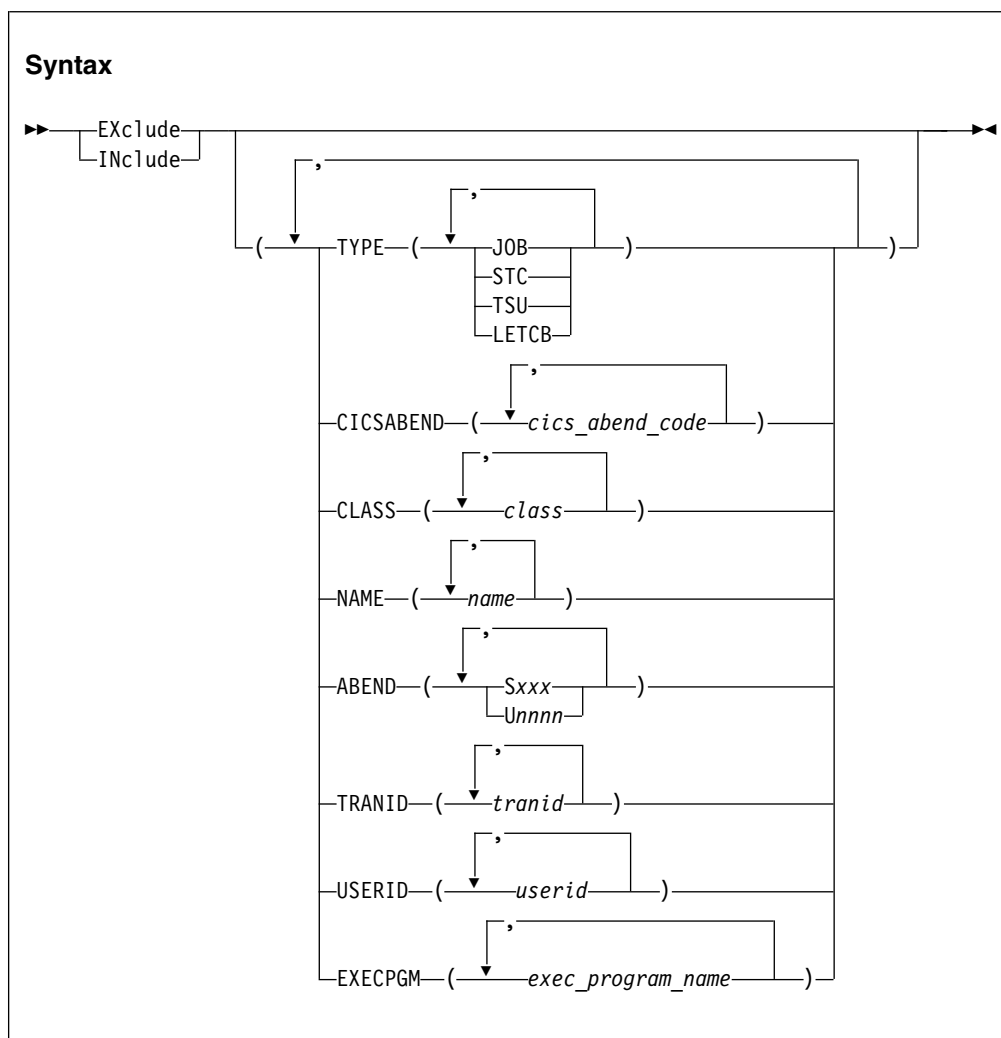 Syntax
EXclude
INclude
,
,
( TYPE ( JOB ) )
STC
TSU
LETCB
,
CICSABEND ( cics_abend_code )
,
CLASS ( class )
,
NAME ( name )
,
ABEND ( Sxxx )
Unnnn
,
TRANID ( tranid )
,
USERID ( userid )
,
EXECPGM ( exec_program_name )